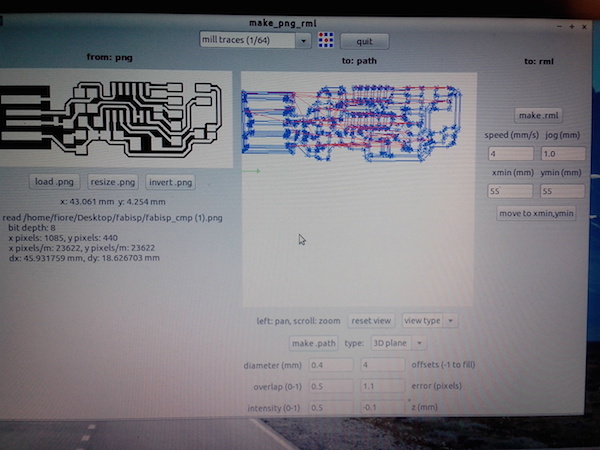 make_png_rml
mill traces (1/64)
quit
from: png
to: path
to: rml
load .png
resize .png
invert .png
x: 43.061 mm y: 4.254 mm
read /home/fiore/Desktop/fabisp/fabisp_cmp (1).png
bit depth: 8
x pixels: 1085, y pixels: 440
x pixels/m: 23622, y pixels/m: 23622
dx: 45.931759 mm, dy: 18.626703 mm
left: pan, scroll: zoom
reset view
view type
make .path
type:
3D plane
diameter (mm)
0.4
4
offsets (-1 to fill)
overlap (0-1)
0.5
1.1
error (pixels)
intensity (0-1)
0.5
-0.1
z (mm)
make .rml
speed (mm/s)
jog (mm)
4
1.0
xmin (mm)
ymin (mm)
55
55
move to xmin,ymin